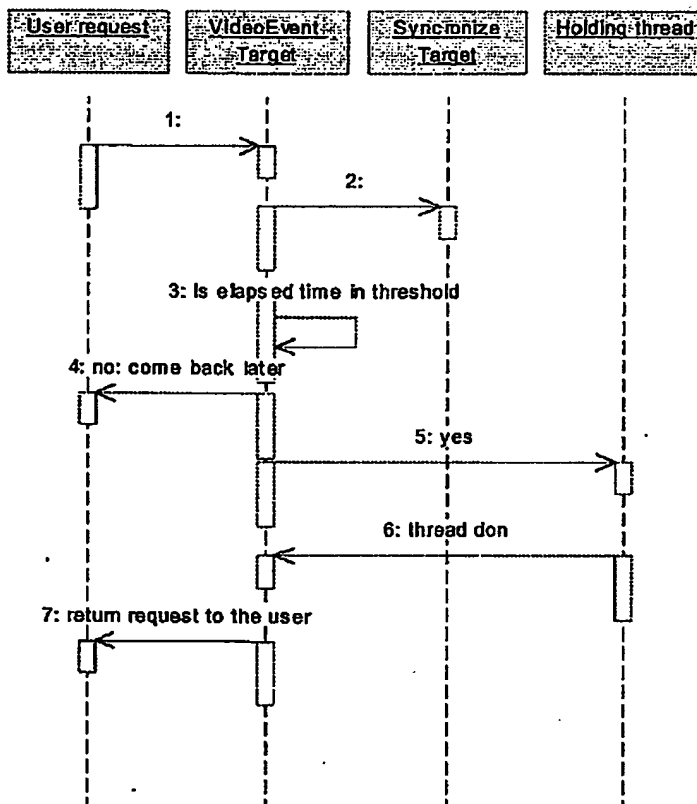 User request
VideoEvent
Target
Syncronize
Target
Holding thread
1:
2:
3: Is elapsed time in threshold
4: no: come back later
5: yes
6: thread don
7: return request to the user